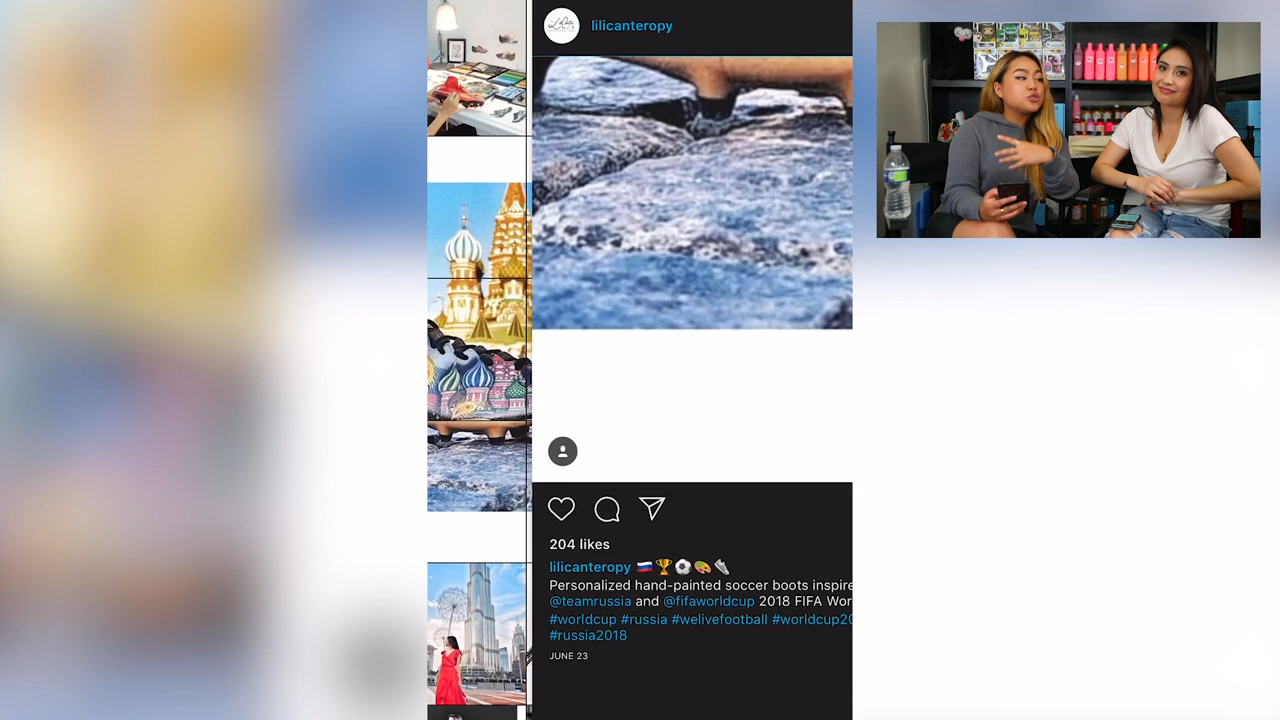 lilicanteropy
204 likes
lilicanteropy 🇷🇺🏆⚽🎨👟
Personalized hand-painted soccer boots inspire
@teamrussia and @fifaworldcup 2018 FIFA Wor
#worldcup #russia #welivefootball #worldcup20
#russia2018
JUNE 23